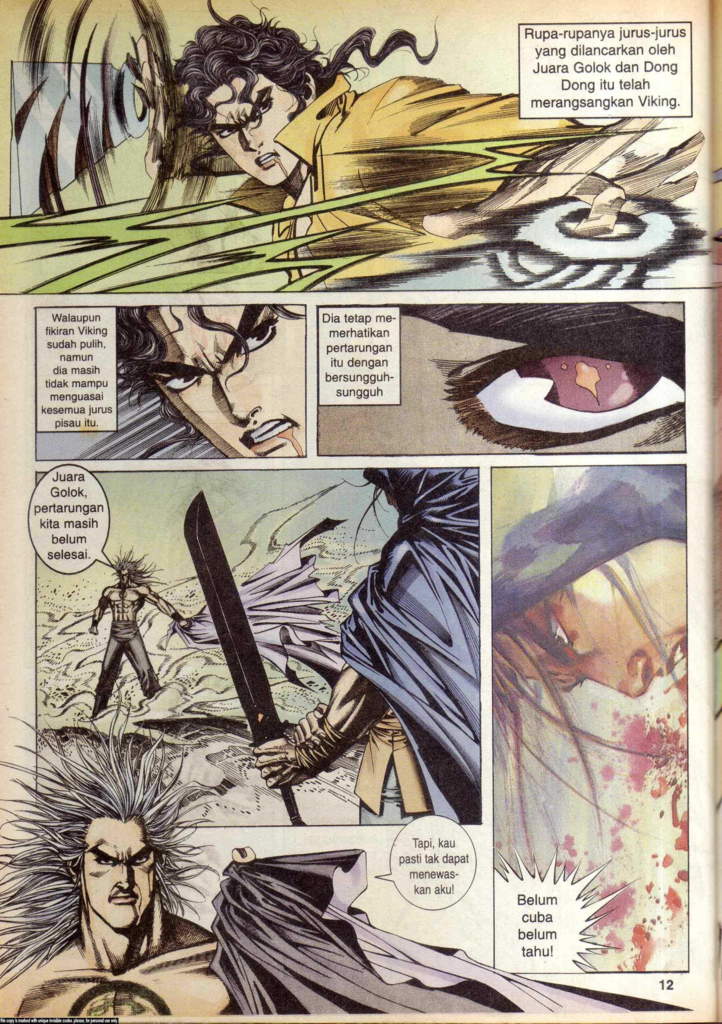 Rupa-rupanya jurus-jurus
yang dilancarkan oleh
Juara Golok dan Dong
Dong itu telah
merangsangkan Viking.
Walaupun
fikiran Viking
sudah pulih,
namun
dia masih
tidak mampu
menguasai
kesemua jurus
pisau itu.
Dia tetap me-
merhatikan
pertarungan
itu dengan
bersungguh-
sungguh
Juara
Golok,
pertarungan
kita masih
belum
selesai.
Tapi, kau
pasti tak dapat
menewas-
kan aku!
Belum
cuba
belum
tahu!
12